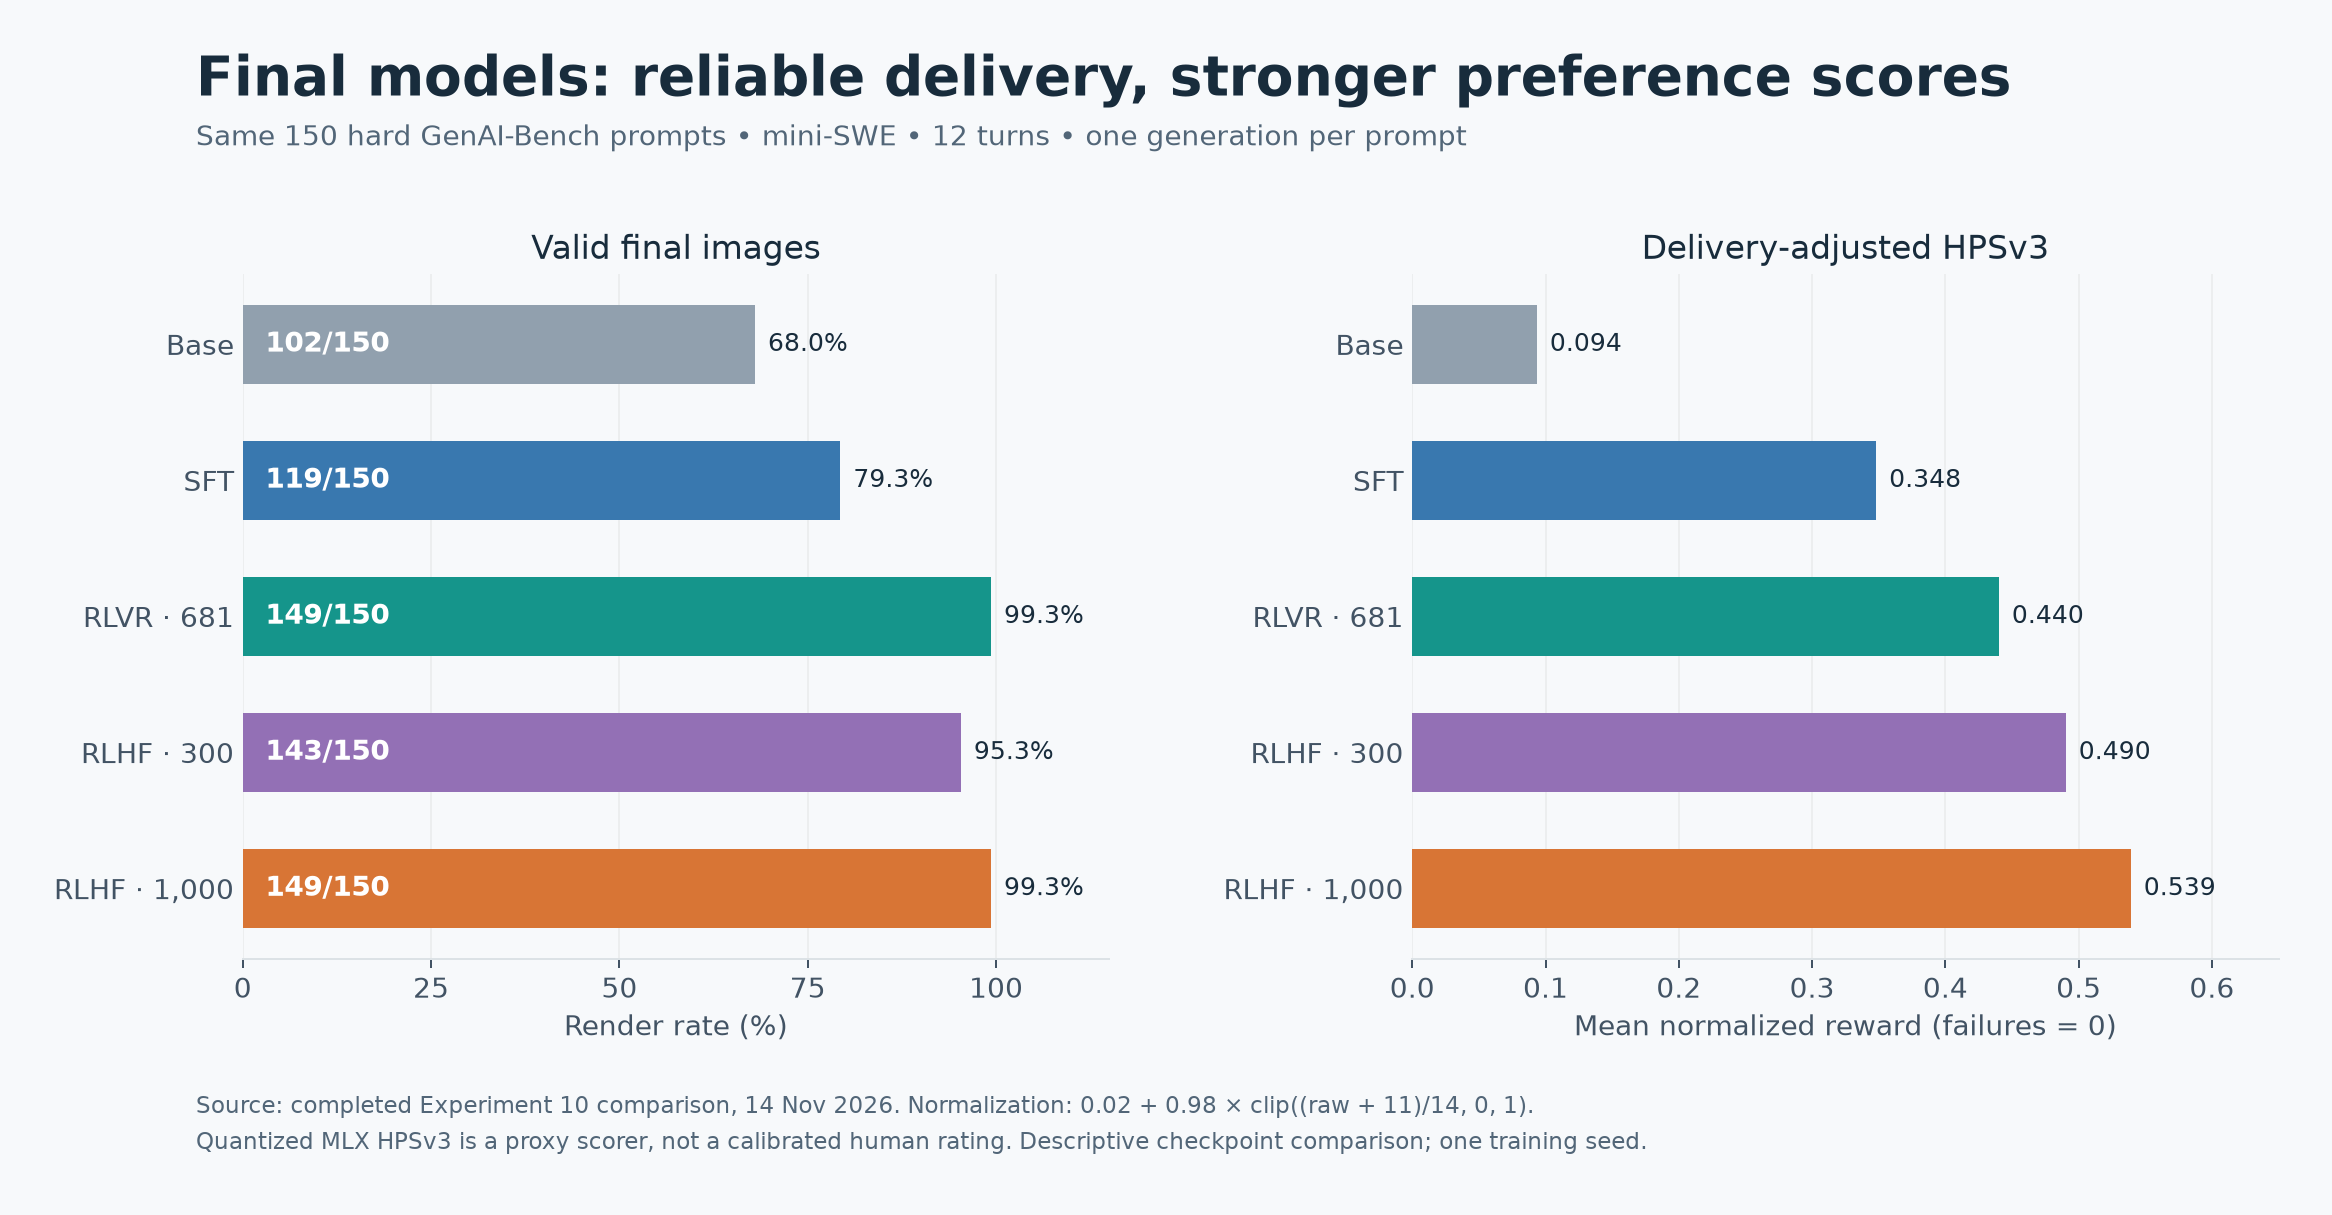 Final models: reliable delivery, stronger preference scores
Same 150 hard GenAI-Bench prompts • mini-SWE • 12 turns • one generation per prompt
Valid final images
Base
102/150
68.0%
SFT
119/150
79.3%
RLVR · 681
149/150
99.3%
RLHF · 300
143/150
95.3%
RLHF · 1,000
149/150
99.3%
0 25 50 75 100
Render rate (%)
Delivery-adjusted HPSv3
Base
0.094
SFT
0.348
RLVR · 681
0.440
RLHF · 300
0.490
RLHF · 1,000
0.539
0.0 0.1 0.2 0.3 0.4 0.5 0.6
Mean normalized reward (failures = 0)
Source: completed Experiment 10 comparison, 14 Nov 2026. Normalization: 0.02 + 0.98 × clip((raw + 11)/14, 0, 1).
Quantized MLX HPSv3 is a proxy scorer, not a calibrated human rating. Descriptive checkpoint comparison; one training seed.